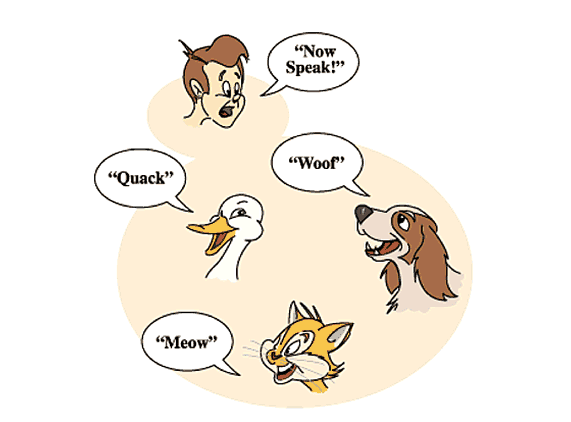 “Now
Speak!”
“Woof”
“Quack”
“Meow”